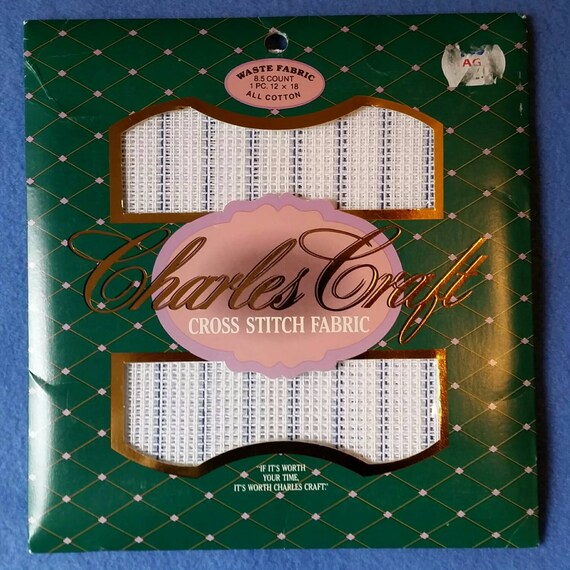 WASTE FABRIC
8.5 COUNT
1 PC. 12 × 18
ALL COTTON
AG
Charles Craft
CROSS STITCH FABRIC
"IF IT'S WORTH
YOUR TIME,
IT'S WORTH CHARLES CRAFT."